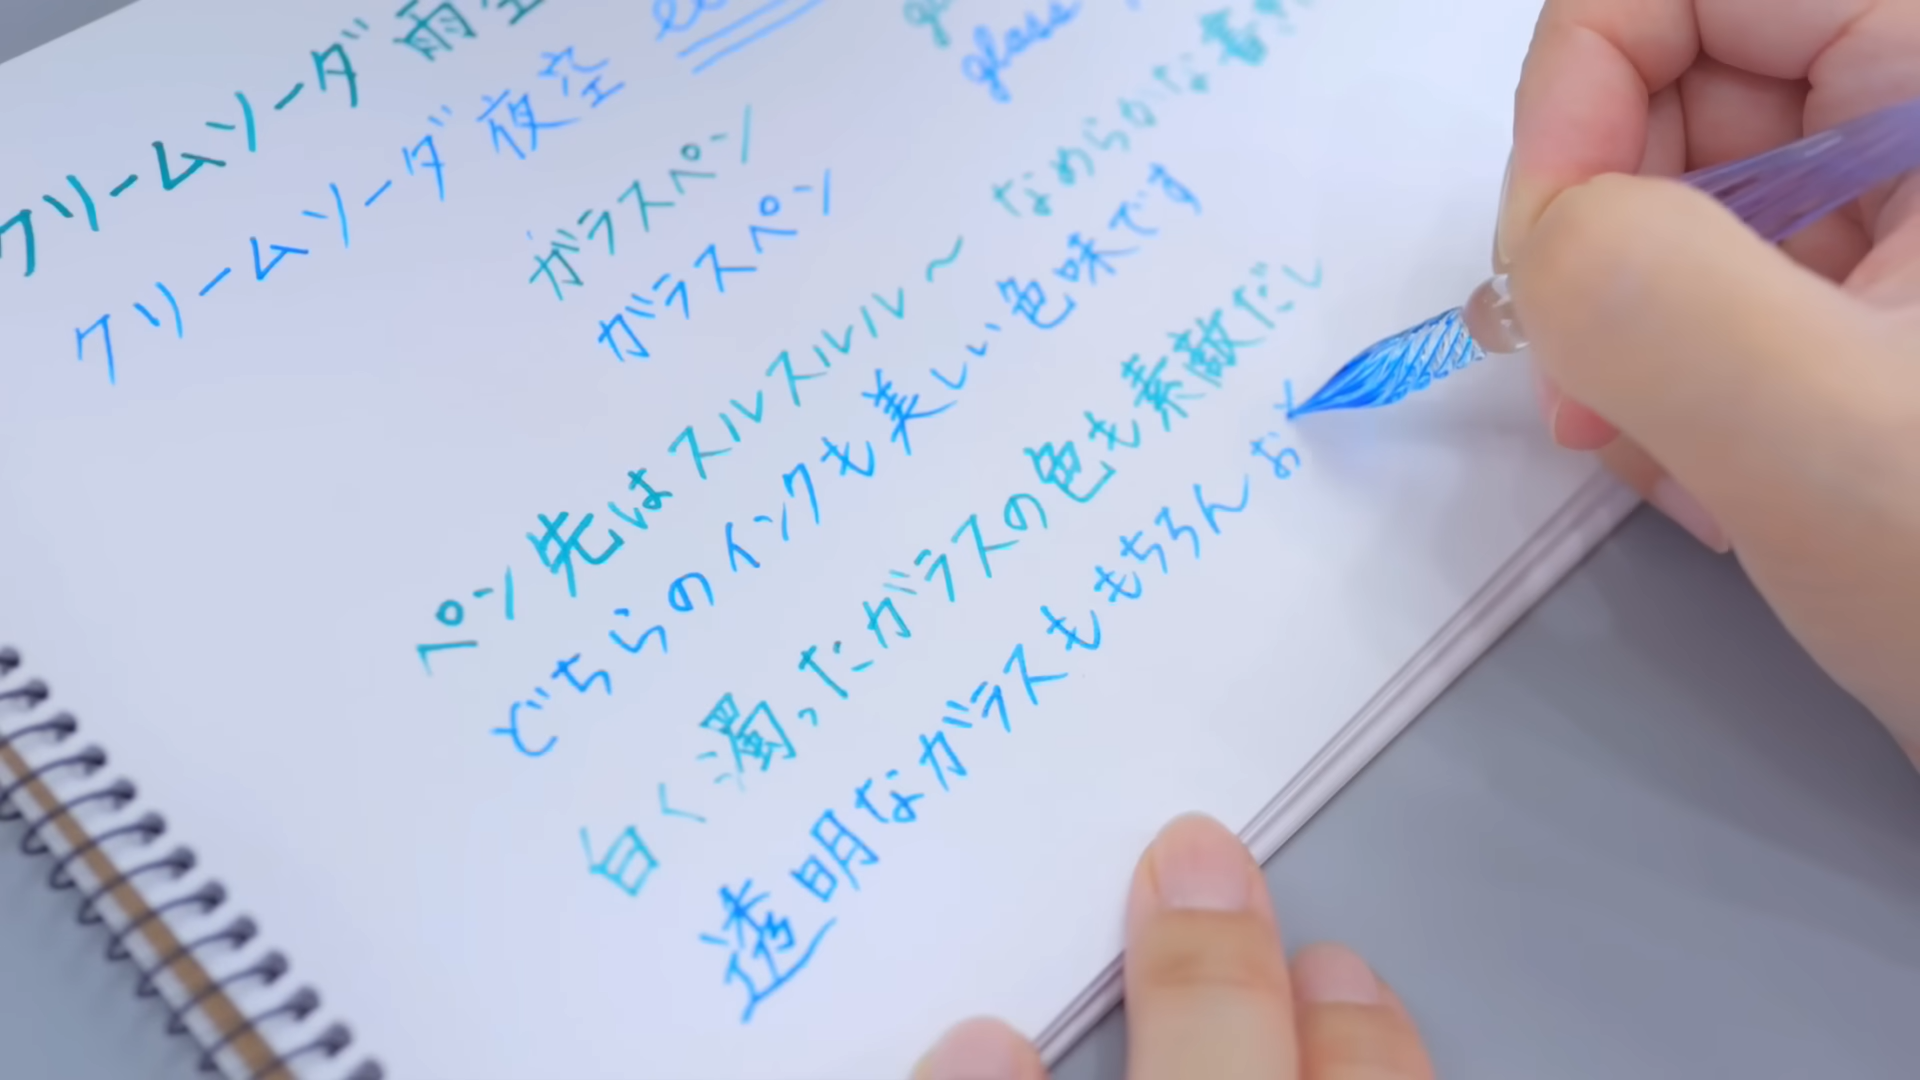 クリームソーダ 雨空
クリームソーダ 夜空
glass
ガラスペン
ガラスペン
なめらかな書き
ペン先はスルスルル〜
どちらのインクも美しい色味です
白く濁ったガラスの色も素敵だし
透明なガラスももちろんお